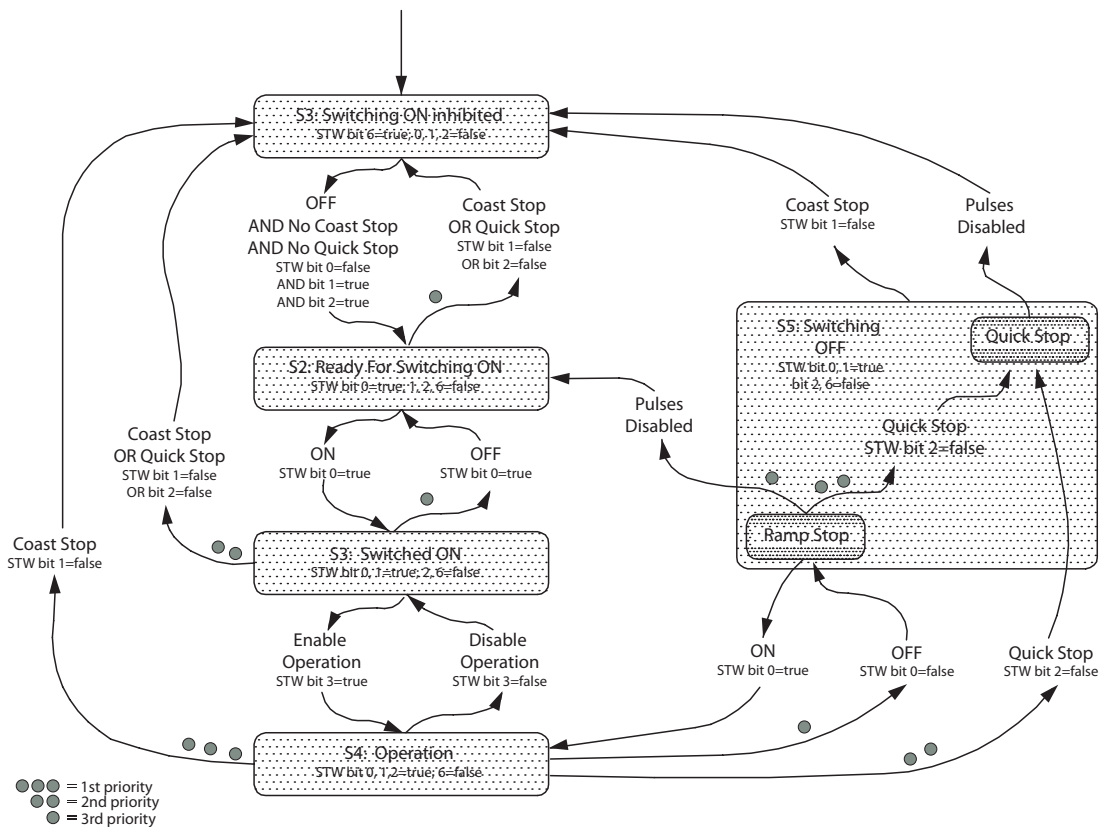 S3: Switching ON inhibited
STW bit 6=true; 0, 1, 2=false
OFF
AND No Coast Stop
AND No Quick Stop
STW bit 0=false
AND bit 1=true
AND bit 2=true
Coast Stop
OR Quick Stop
STW bit 1=false
OR bit 2=false
Coast Stop
STW bit 1=false
Pulses
Disabled
S5: Switching
OFF
STW bit 0, 1=true
bit 2, 6=false
Quick Stop
S2: Ready For Switching ON
STW bit 0=true; 1, 2, 6=false
Pulses
Disabled
Quick Stop
STW bit 2=false
Coast Stop
OR Quick Stop
STW bit 1=false
OR bit 2=false
ON
STW bit 0=true
OFF
STW bit 0=true
Ramp Stop
Coast Stop
STW bit 1=false
S3: Switched ON
STW bit 0, 1=true; 2, 6=false
Enable
Operation
STW bit 3=true
Disable
Operation
STW bit 3=false
ON
STW bit 0=true
OFF
STW bit 0=false
Quick Stop
STW bit 2=false
S4: Operation
STW bit 0, 1,2=true; 6=false
= 1st priority
= 2nd priority
= 3rd priority